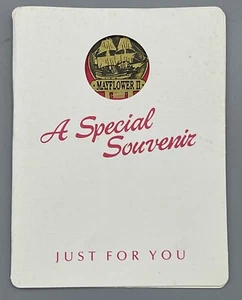 MAYFLOWER II
A Special
Souvenir
JUST FOR YOU